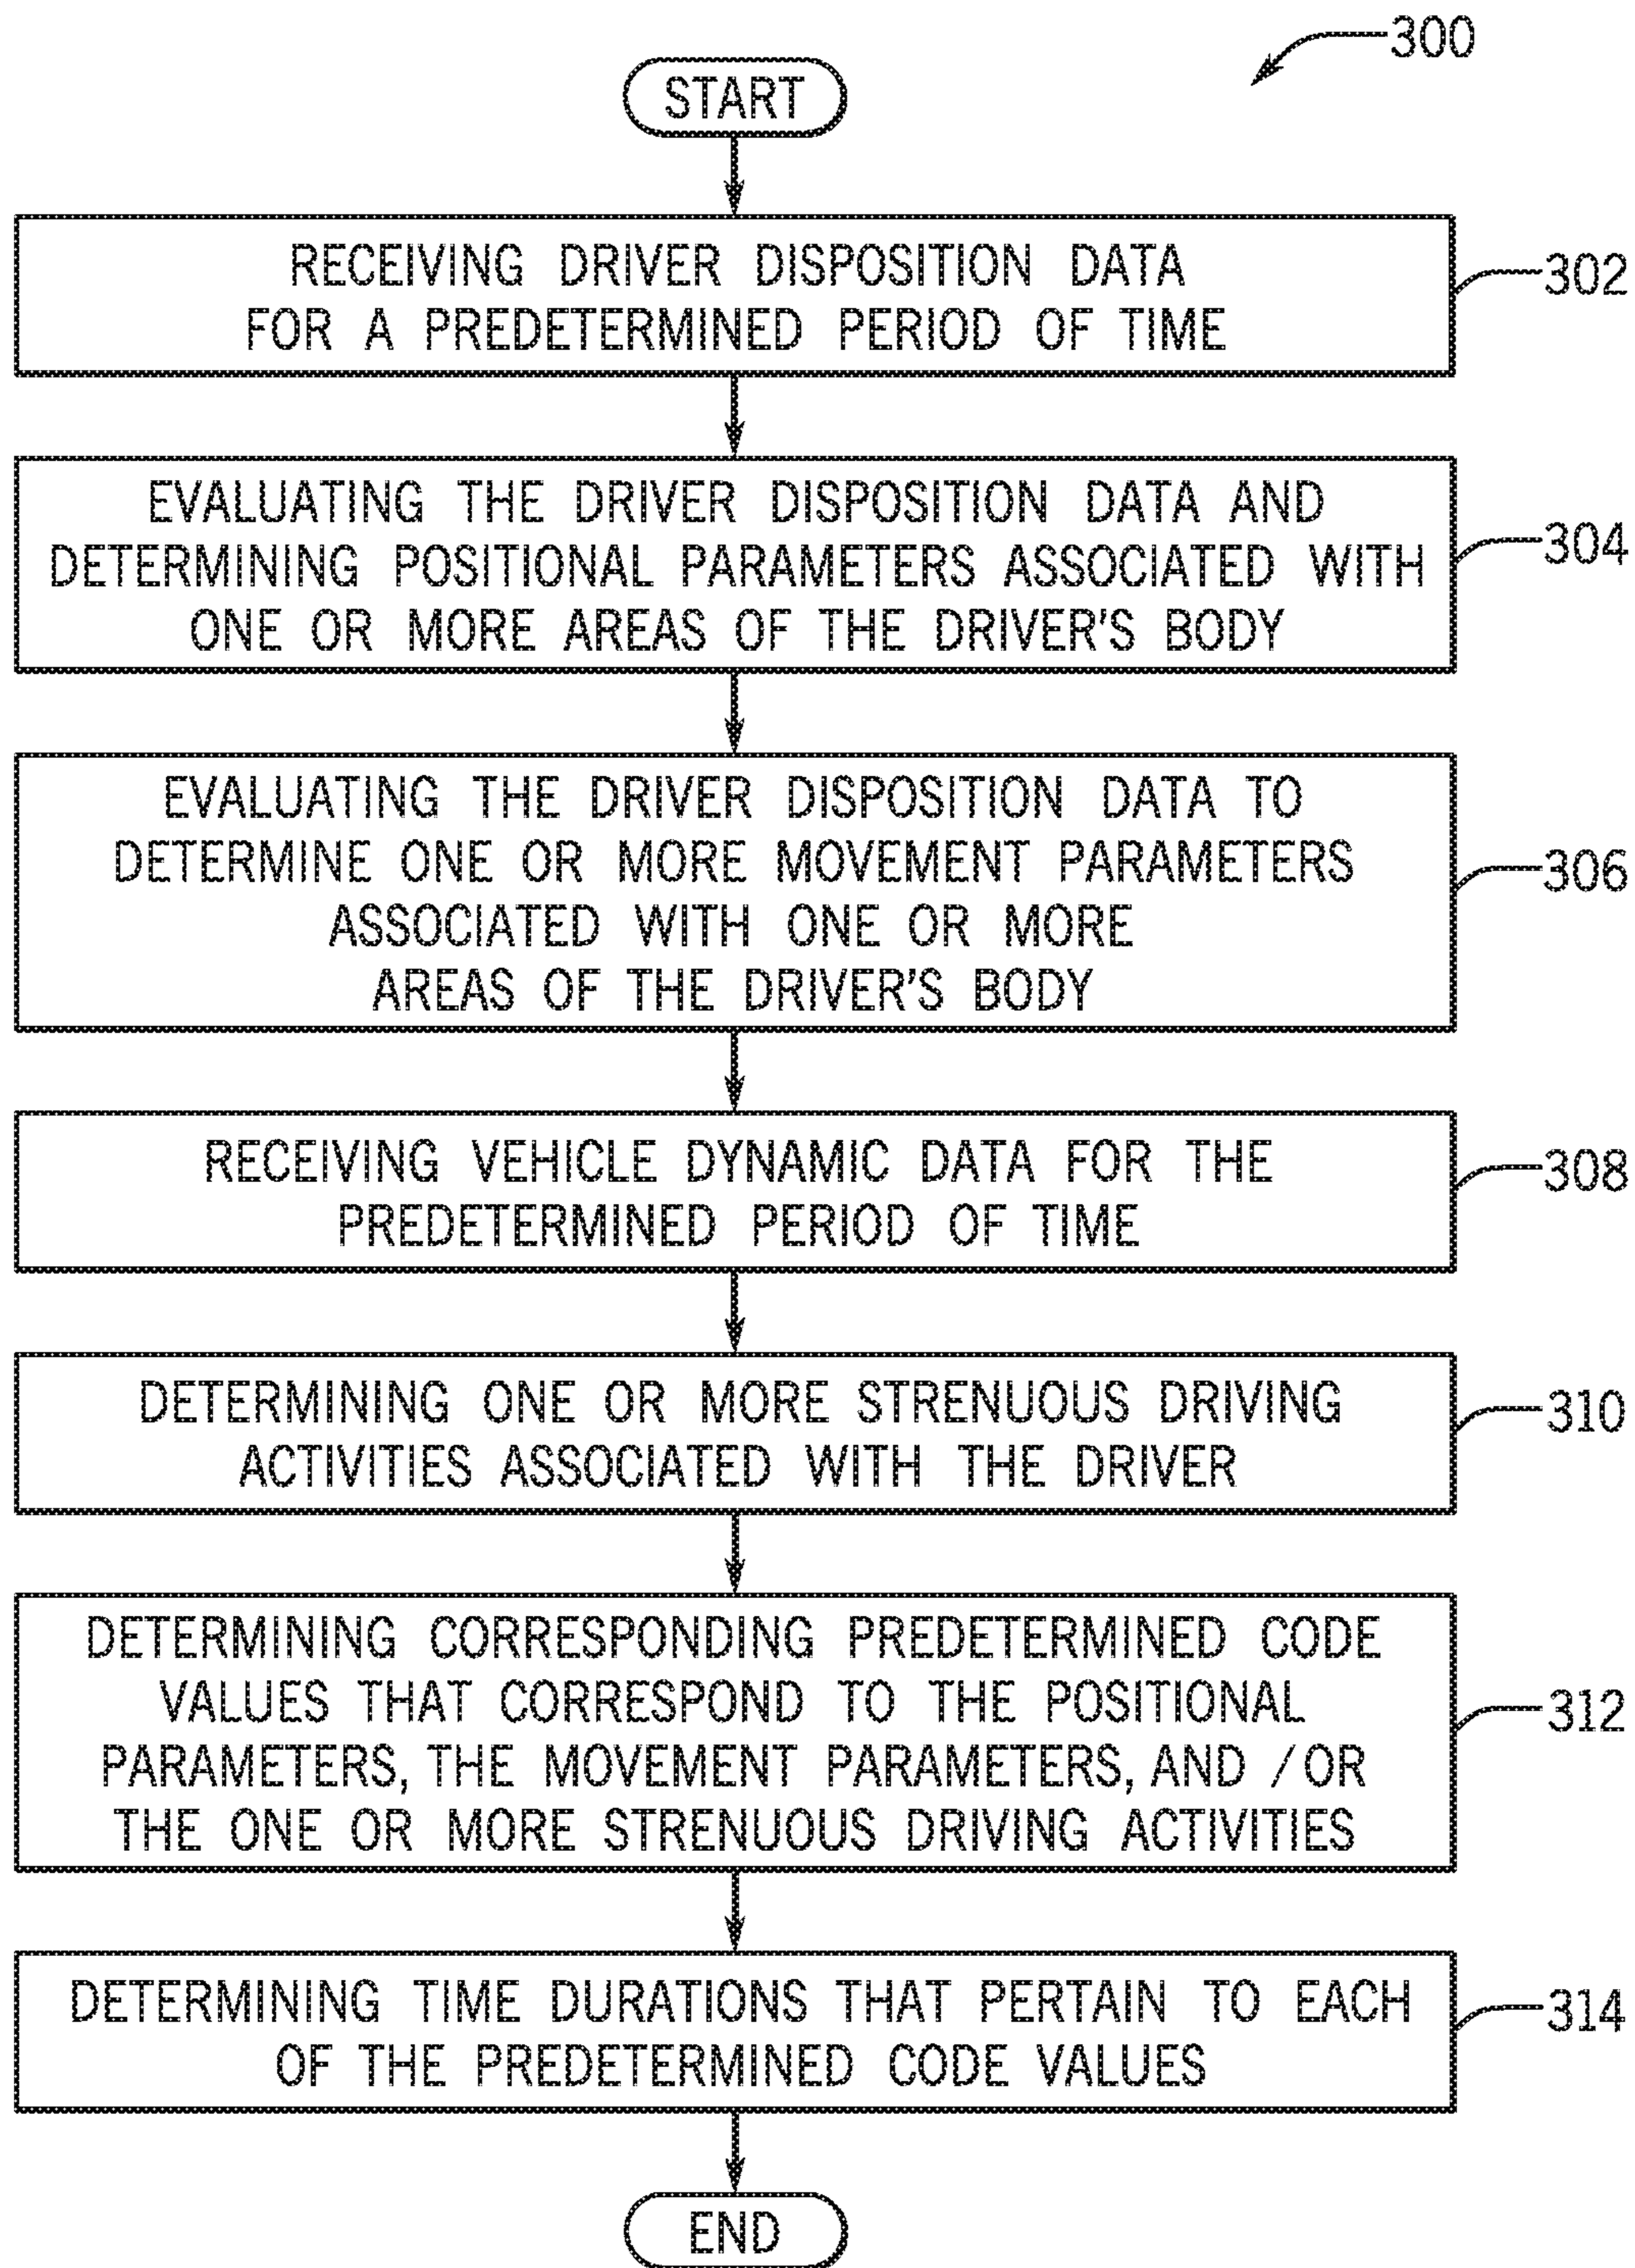 300
START
RECEIVING DRIVER DISPOSITION DATA
FOR A PREDETERMINED PERIOD OF TIME
302
EVALUATING THE DRIVER DISPOSITION DATA AND
DETERMINING POSITIONAL PARAMETERS ASSOCIATED WITH
ONE OR MORE AREAS OF THE DRIVER'S BODY
304
EVALUATING THE DRIVER DISPOSITION DATA TO
DETERMINE ONE OR MORE MOVEMENT PARAMETERS
ASSOCIATED WITH ONE OR MORE
AREAS OF THE DRIVER'S BODY
306
RECEIVING VEHICLE DYNAMIC DATA FOR THE
PREDETERMINED PERIOD OF TIME
308
DETERMINING ONE OR MORE STRENUOUS DRIVING
ACTIVITIES ASSOCIATED WITH THE DRIVER
310
DETERMINING CORRESPONDING PREDETERMINED CODE
VALUES THAT CORRESPOND TO THE POSITIONAL
PARAMETERS, THE MOVEMENT PARAMETERS, AND /OR
THE ONE OR MORE STRENUOUS DRIVING ACTIVITIES
312
DETERMINING TIME DURATIONS THAT PERTAIN TO EACH
OF THE PREDETERMINED CODE VALUES
314
END